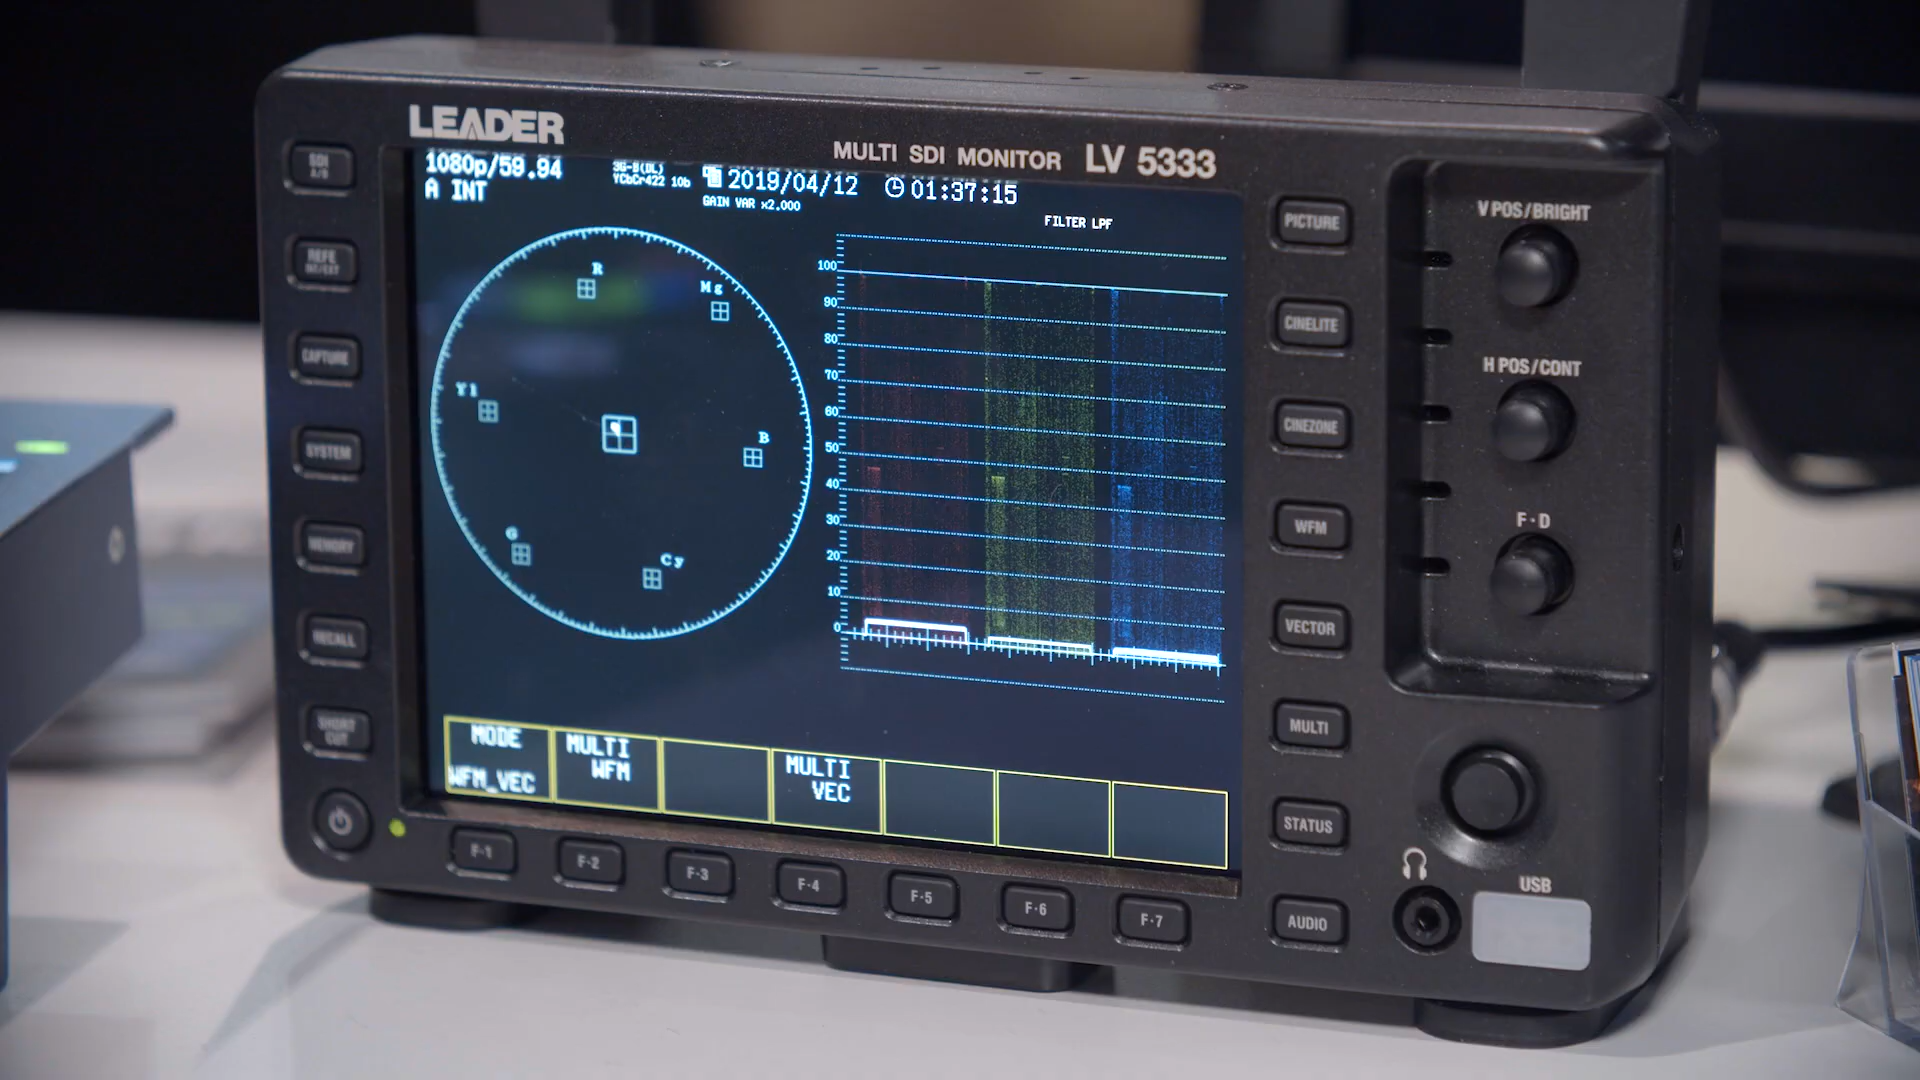 LEADER
MULTI SDI MONITOR LV 5333
1080p/59.94
A INT
3G-B(DL)
YCbCr422 10b
2019/04/12
01:37:15
GAIN VAR x2.000
FILTER LPF
R
Mg
Yl
B
G
Cy
100
90
80
70
60
50
40
30
20
10
0
MODE
WFM_VEC
MULTI
WFM
MULTI
VEC
SDI
A/B
REFE
INT/EXT
CAPTURE
SYSTEM
MEMORY
RECALL
SHORT
CUT
F·1
F·2
F·3
F·4
F·5
F·6
F·7
PICTURE
CINELITE
CINEZONE
WFM
VECTOR
MULTI
STATUS
AUDIO
V POS/BRIGHT
H POS/CONT
F·D
USB